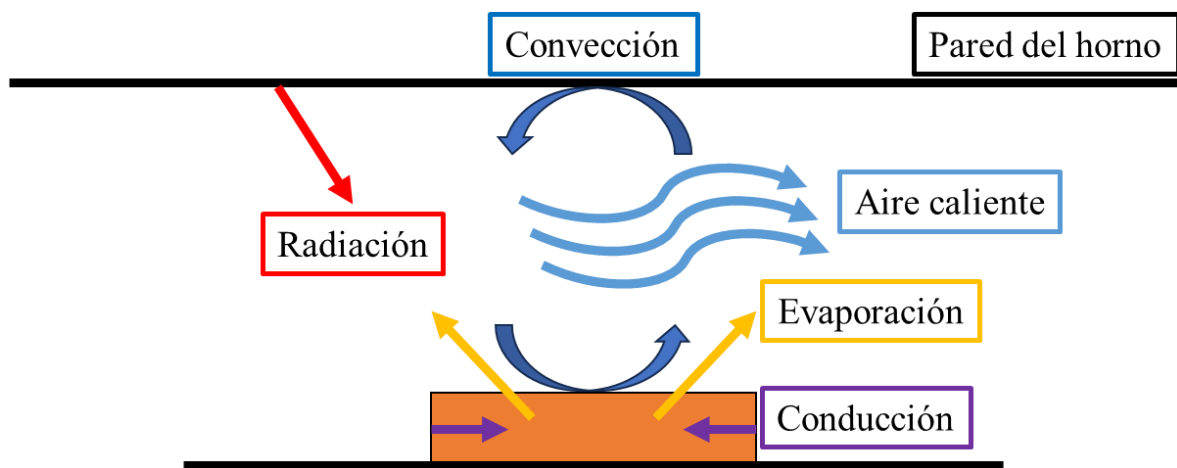 Convección
Pared del horno
Aire caliente
Radiación
Evaporación
Conducción